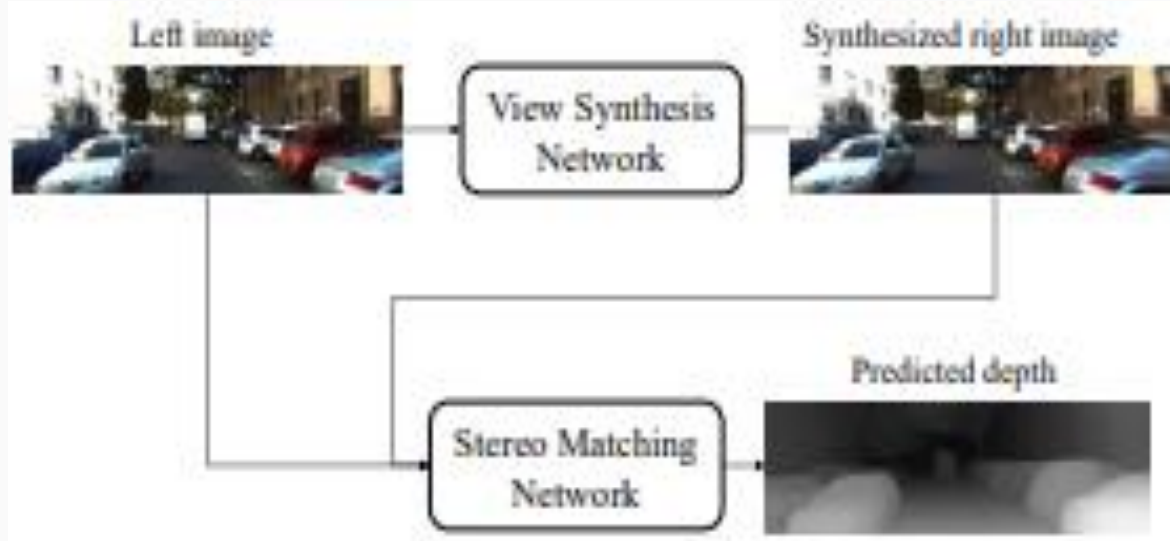 Left image
Synthesized right image
View Synthesis
Network
Predicted depth
Stereo Matching
Network